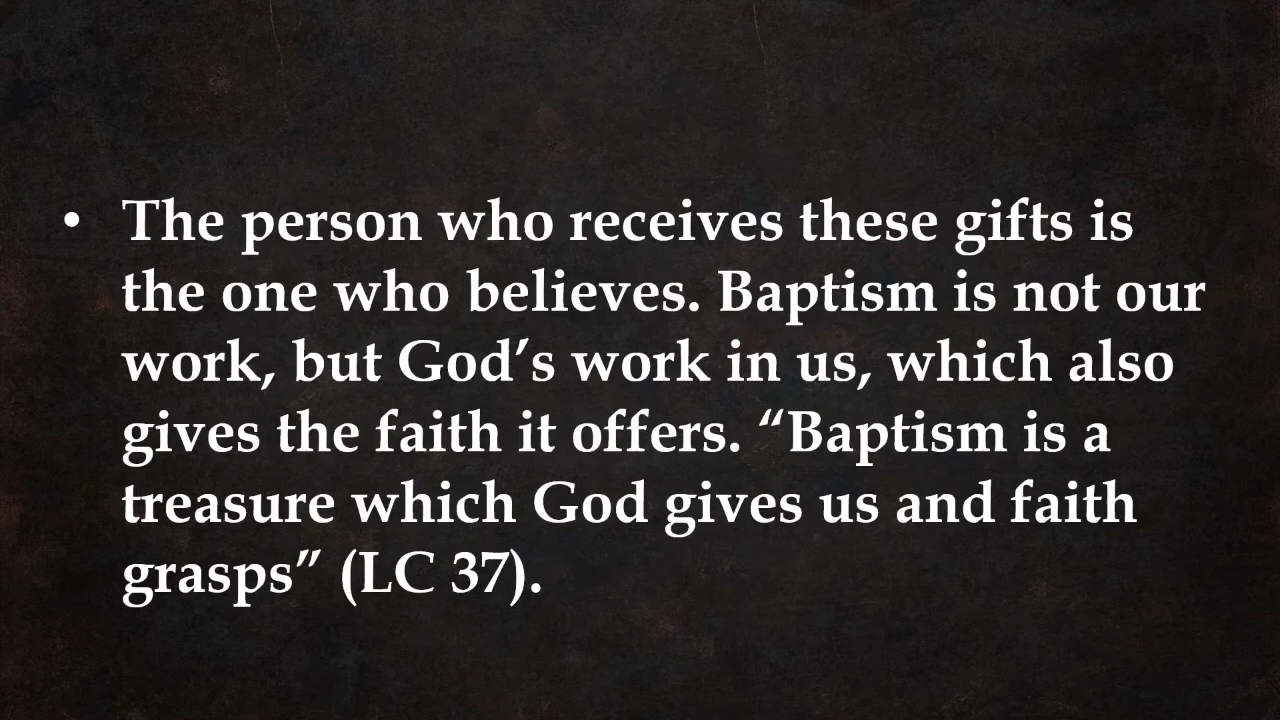 • The person who receives these gifts is
the one who believes. Baptism is not our
work, but God’s work in us, which also
gives the faith it offers. “Baptism is a
treasure which God gives us and faith
grasps” (LC 37).